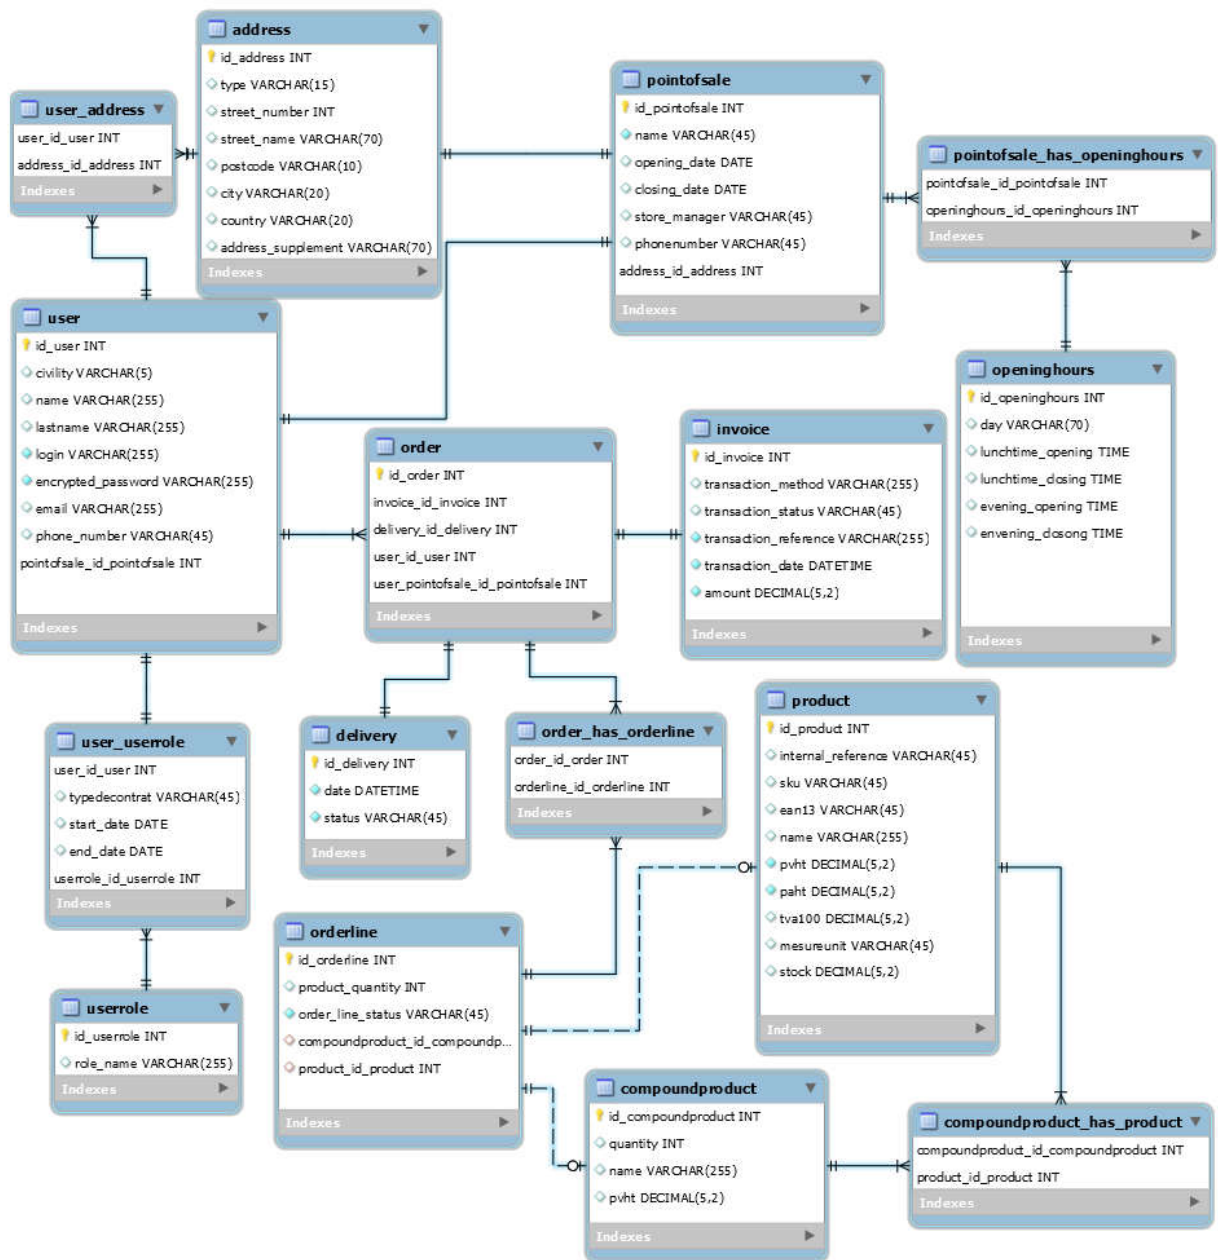 address
id_address INT
type VARCHAR(15)
street_number INT
street_name VARCHAR(70)
postcode VARCHAR(10)
city VARCHAR(20)
country VARCHAR(20)
address_supplement VARCHAR(70)
Indexes
pointofsale
id_pointofsale INT
name VARCHAR(45)
opening_date DATE
closing_date DATE
store_manager VARCHAR(45)
phonenumber VARCHAR(45)
address_id_address INT
Indexes
user_address
user_id_user INT
address_id_address INT
Indexes
pointofsale_has_openinghours
pointofsale_id_pointofsale INT
openinghours_id_openinghours INT
Indexes
user
id_user INT
civility VARCHAR(5)
name VARCHAR(255)
lastname VARCHAR(255)
login VARCHAR(255)
encrypted_password VARCHAR(255)
email VARCHAR(255)
phone_number VARCHAR(45)
pointofsale_id_pointofsale INT
Indexes
openinghours
id_openinghours INT
day VARCHAR(70)
lunchtime_opening TIME
lunchtime_closing TIME
evening_opening TIME
envening_closong TIME
Indexes
order
id_order INT
invoice_id_invoice INT
delivery_id_delivery INT
user_id_user INT
user_pointofsale_id_pointofsale INT
Indexes
invoice
id_invoice INT
transaction_method VARCHAR(255)
transaction_status VARCHAR(45)
transaction_reference VARCHAR(255)
transaction_date DATETIME
amount DECIMAL(5,2)
Indexes
user_userrole
user_id_user INT
typedecontrat VARCHAR(45)
start_date DATE
end_date DATE
userrole_id_userrole INT
Indexes
delivery
id_delivery INT
date DATETIME
status VARCHAR(45)
Indexes
order_has_orderline
order_id_order INT
orderline_id_orderline INT
Indexes
product
id_product INT
internal_reference VARCHAR(45)
sku VARCHAR(45)
ean13 VARCHAR(45)
name VARCHAR(255)
pvht DECIMAL(5,2)
paht DECIMAL(5,2)
tva100 DECIMAL(5,2)
mesureunit VARCHAR(45)
stock DECIMAL(5,2)
Indexes
userrole
id_userrole INT
role_name VARCHAR(255)
Indexes
orderline
id_orderline INT
product_quantity INT
order_line_status VARCHAR(45)
compoundproduct_id_compoundp...
product_id_product INT
Indexes
compoundproduct
id_compoundproduct INT
quantity INT
name VARCHAR(255)
pvht DECIMAL(5,2)
Indexes
compoundproduct_has_product
compoundproduct_id_compoundproduct INT
product_id_product INT
Indexes